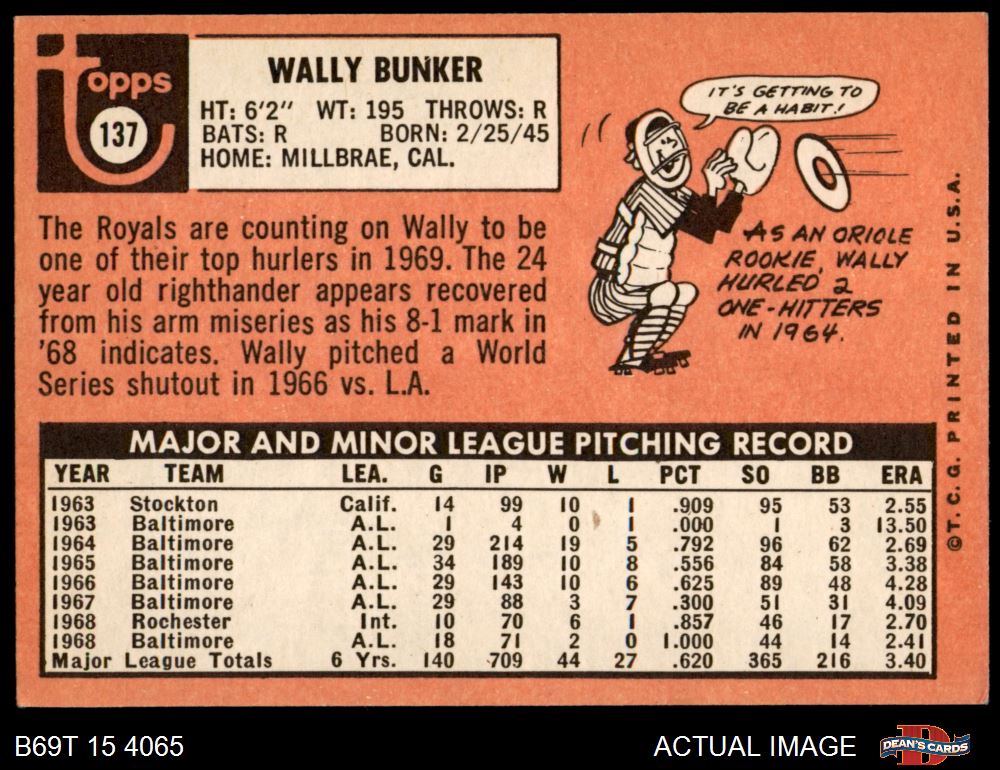 Topps
137
WALLY BUNKER
HT: 6'2" WT: 195 THROWS: R
BATS: R BORN: 2/25/45
HOME: MILLBRAE, CAL.
The Royals are counting on Wally to be
one of their top hurlers in 1969. The 24
year old righthander appears recovered
from his arm miseries as his 8-1 mark in
'68 indicates. Wally pitched a World
Series shutout in 1966 vs. L.A.
IT'S GETTING TO
BE A HABIT!
AS AN ORIOLE
ROOKIE, WALLY
HURLED 2
ONE-HITTERS
IN 1964.
MAJOR AND MINOR LEAGUE PITCHING RECORD
YEAR TEAM LEA. G IP W L PCT SO BB ERA
1963 Stockton Calif. 14 99 10 1 .909 95 53 2.55
1963 Baltimore A.L. 1 4 0 1 .000 1 3 13.50
1964 Baltimore A.L. 29 214 19 5 .792 96 62 2.69
1965 Baltimore A.L. 34 189 10 8 .556 84 58 3.38
1966 Baltimore A.L. 29 143 10 6 .625 89 48 4.28
1967 Baltimore A.L. 29 88 3 7 .300 51 31 4.09
1968 Rochester Int. 10 70 6 1 .857 46 17 2.70
1968 Baltimore A.L. 18 71 2 0 1.000 44 14 2.41
Major League Totals 6 Yrs. 140 709 44 27 .620 365 216 3.40
©T.C.G. PRINTED IN U.S.A.
B69T 15 4065
ACTUAL IMAGE
D
DEAN'S CARDS